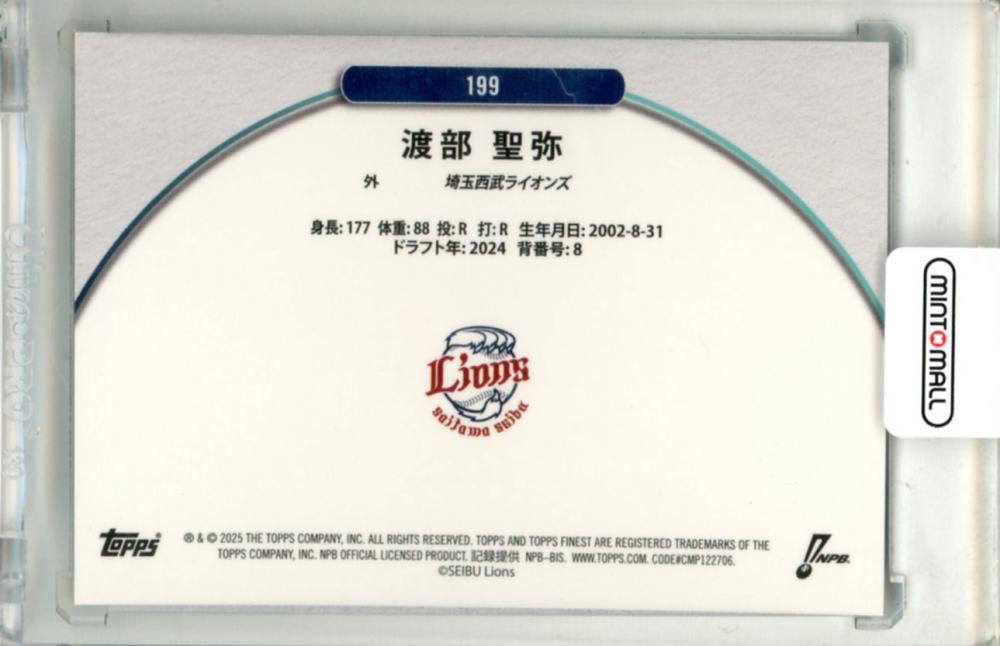 199
渡部 聖弥
外 埼玉西武ライオンズ
身長: 177 体重: 88 投: R 打: R 生年月日: 2002-8-31
ドラフト年: 2024 背番号: 8
Lions
saitama seibu
MINT MALL
topps®
® & © 2025 THE TOPPS COMPANY, INC. ALL RIGHTS RESERVED. TOPPS AND TOPPS FINEST ARE REGISTERED TRADEMARKS OF THE
TOPPS COMPANY, INC. NPB OFFICIAL LICENSED PRODUCT. 記録提供 NPB-BIS. WWW.TOPPS.COM. CODE#CMP122706.
©SEIBU Lions
NPB.